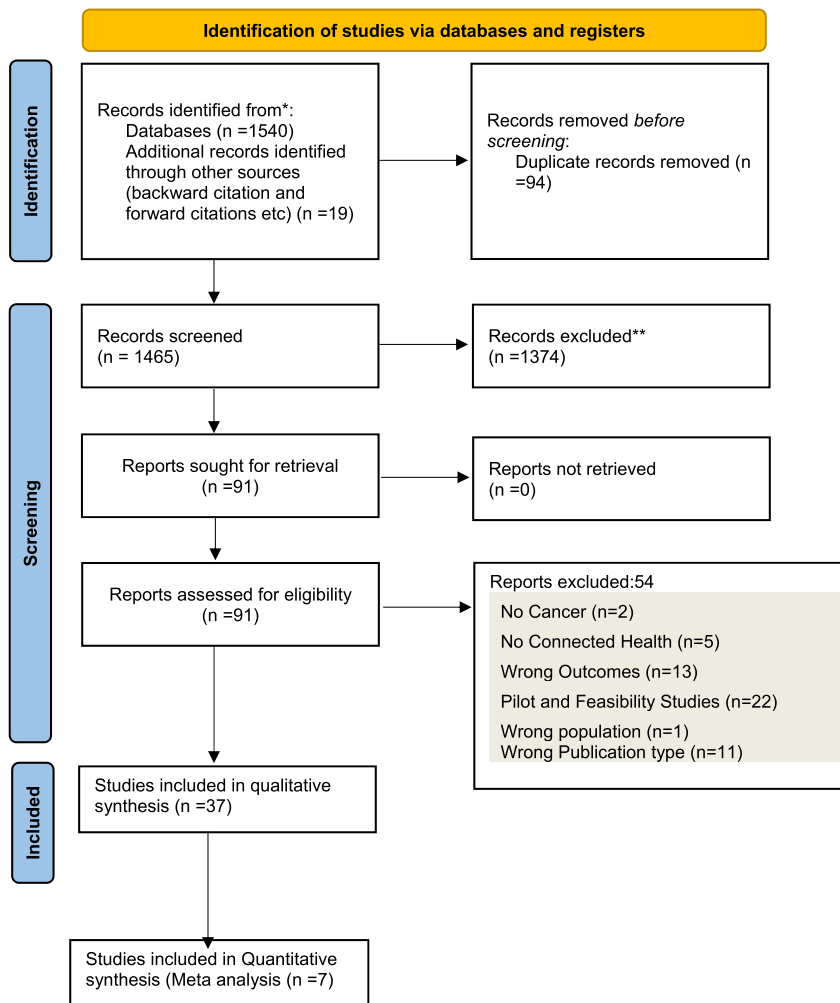 Identification of studies via databases and registers
Identification
Records identified from*:
Databases (n =1540)
Additional records identified
through other sources
(backward citation and
forward citations etc) (n =19)
Records removed before
screening:
Duplicate records removed (n
=94)
Screening
Records screened
(n = 1465)
Records excluded**
(n =1374)
Reports sought for retrieval
(n =91)
Reports not retrieved
(n =0)
Reports assessed for eligibility
(n =91)
Reports excluded:54
No Cancer (n=2)
No Connected Health (n=5)
Wrong Outcomes (n=13)
Pilot and Feasibility Studies (n=22)
Wrong population (n=1)
Wrong Publication type (n=11)
Included
Studies included in qualitative
synthesis (n =37)
Studies included in Quantitative
synthesis (Meta analysis (n =7)